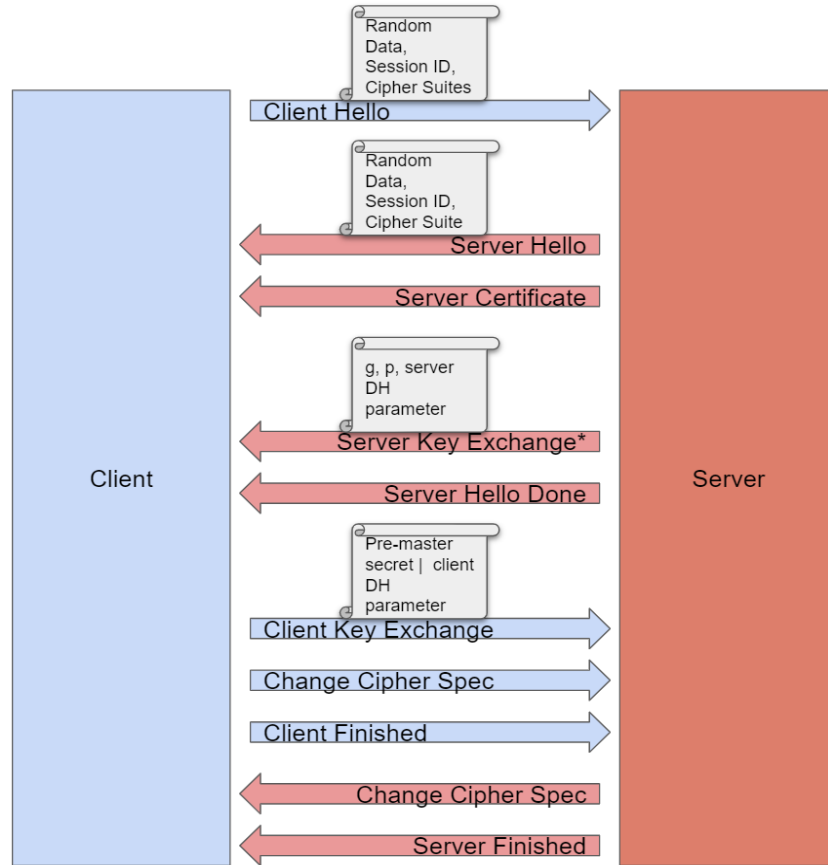 Random
Data,
Session ID,
Cipher Suites
Client Hello
Random
Data,
Session ID,
Cipher Suite
Server Hello
Server Certificate
g, p, server
DH
parameter
Server Key Exchange*
Client
Server
Server Hello Done
Pre-master
secret | client
DH
parameter
Client Key Exchange
Change Cipher Spec
Client Finished
Change Cipher Spec
Server Finished